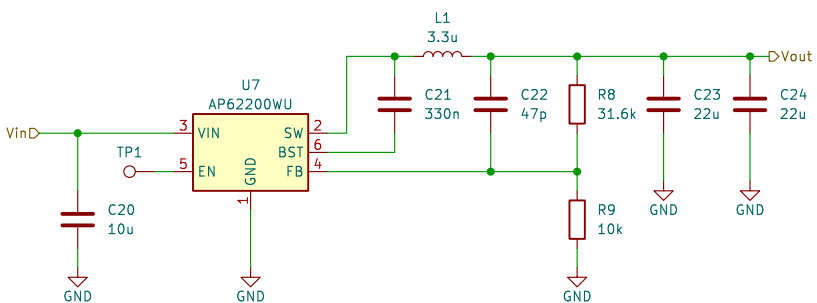 L1
3.3u
Vout
U7
AP62200WU
C21
330n
C22
47p
R8
31.6k
C23
22u
C24
22u
Vin
3
VIN
SW
2
TP1
BST
6
5
EN
GND
FB
4
1
C20
10u
R9
10k
GND
GND
GND
GND
GND